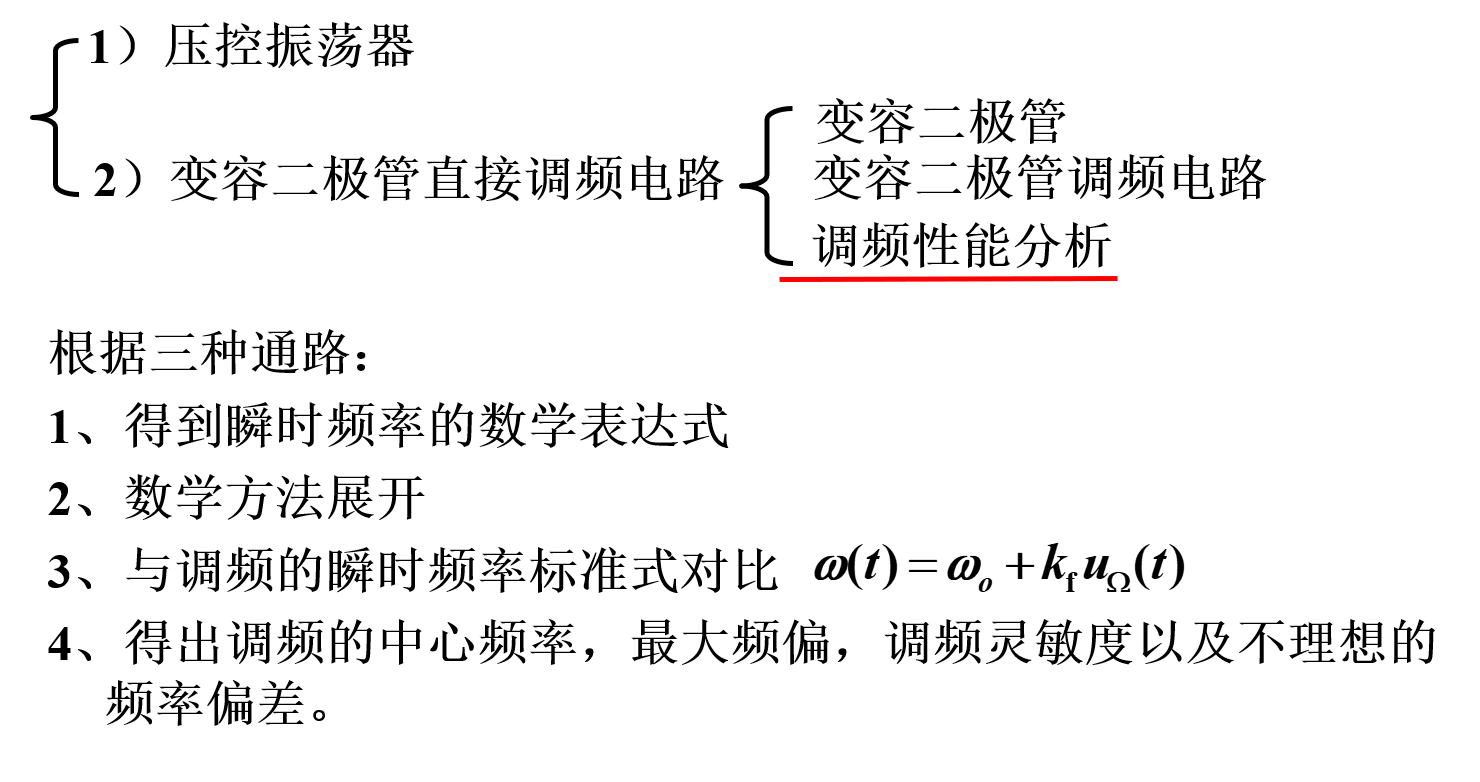 1）压控振荡器
2）变容二极管直接调频电路
变容二极管
变容二极管调频电路
调频性能分析
根据三种通路：
1、得到瞬时频率的数学表达式
2、数学方法展开
3、与调频的瞬时频率标准式对比 ω(t) = ω_o + k_f u_Ω(t)
4、得出调频的中心频率，最大频偏，调频灵敏度以及不理想的
频率偏差。